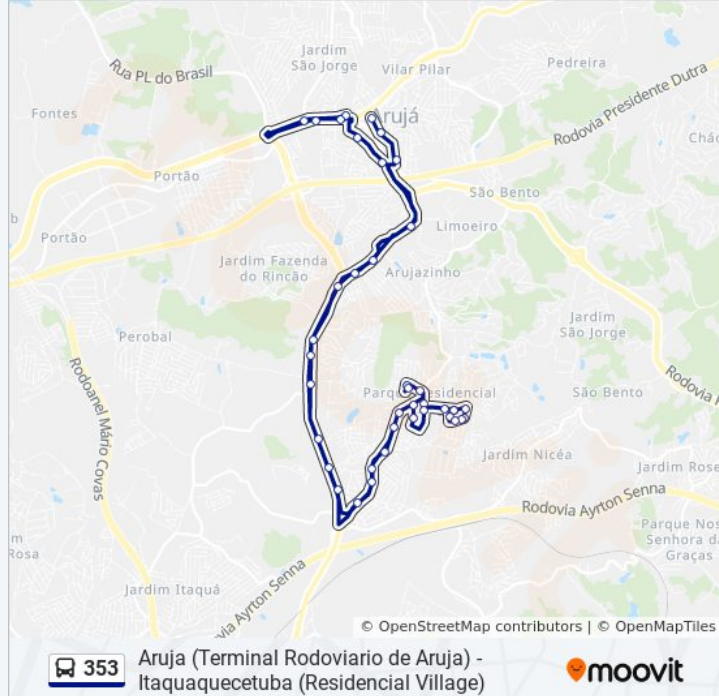 Jardim
São Jorge
Vilar Pilar
Pedreira
Rua PL do Brasil
Fontes
Arujá
Rodovia Presidente Dutra
Chác
Portão
São Bento
Portão
Limoeiro
Jardim Fazenda
do Rincão
Arujazinho
Jardim
São Jorge
Perobal
Rodovia
Parque Residencial
São Bento
Rodoanel Mário Covas
Jardim Nicéa
Jardim Rose
Rodovia Ayrton Senna
Parque Nos
Senhora da
Graças
m
Rosa
Jardim Itaquá
via Ayrton Senna
© OpenStreetMap contributors | © OpenMapTiles
353
Aruja (Terminal Rodoviario de Aruja) -
Itaquaquecetuba (Residencial Village)
moovit